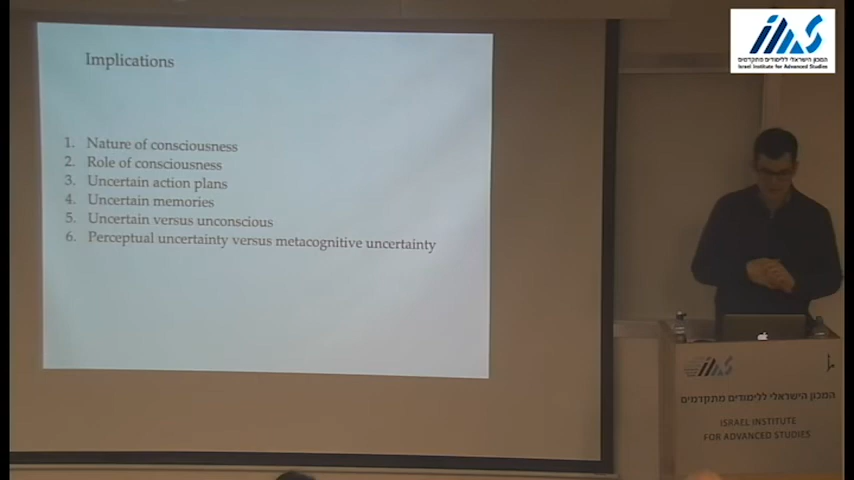 Implications
1. Nature of consciousness
2. Role of consciousness
3. Uncertain action plans
4. Uncertain memories
5. Uncertain versus unconscious
6. Perceptual uncertainty versus metacognitive uncertainty
המכון הישראלי ללימודים מתקדמים
Israel Institute for Advanced Studies
המכון הישראלי ללימודים מתקדמים
ISRAEL INSTITUTE
FOR ADVANCED STUDIES